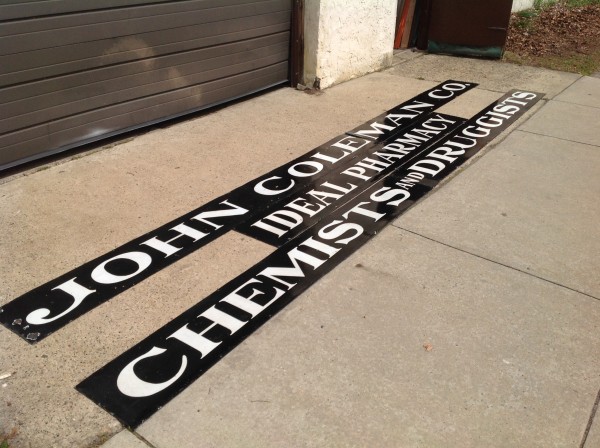 JOHN COLEMAN CO.
IDEAL PHARMACY
CHEMISTS AND DRUGGISTS